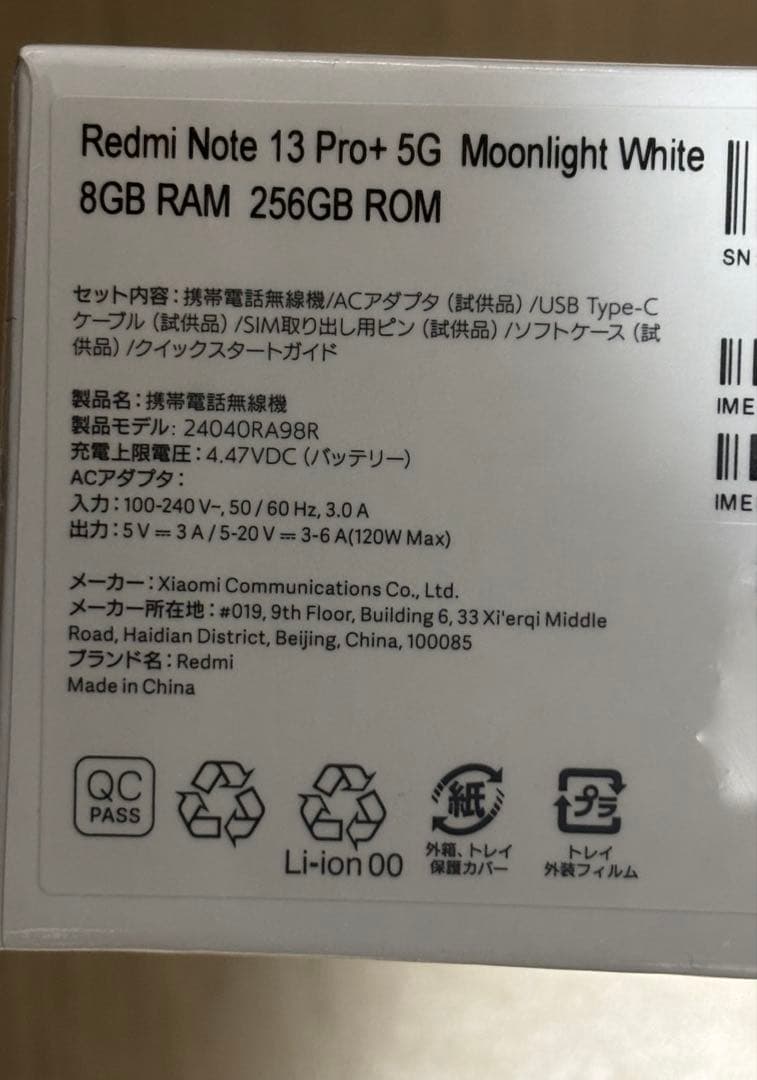 Redmi Note 13 Pro+ 5G Moonlight White
8GB RAM 256GB ROM
SN
セット内容：携帯電話無線機/ACアダプタ（試供品）/USB Type-C
ケーブル（試供品）/SIM取り出し用ピン（試供品）/ソフトケース（試
供品）/クイックスタートガイド
IME
製品名：携帯電話無線機
製品モデル: 24040RA98R
充電上限電圧：4.47VDC（バッテリー）
ACアダプタ：
入力：100-240 V~, 50 / 60 Hz, 3.0 A
IME
出力：5 V ⎓ 3 A / 5-20 V ⎓ 3-6 A(120W Max)
メーカー：Xiaomi Communications Co., Ltd.
メーカー所在地：#019, 9th Floor, Building 6, 33 Xi'erqi Middle
Road, Haidian District, Beijing, China, 100085
ブランド名：Redmi
Made in China
QC
PASS
Li-ion 00
紙
外箱、トレイ
保護カバー
プラ
トレイ
外装フィルム